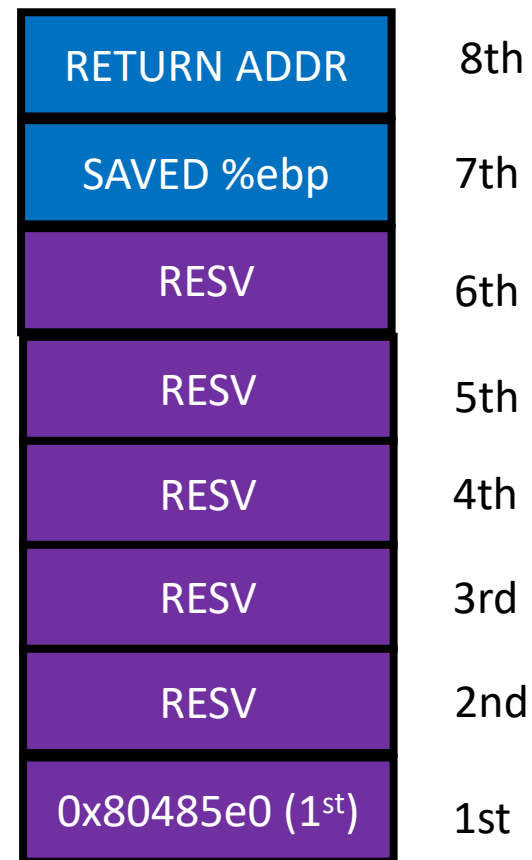 RETURN ADDR 8th
SAVED %ebp 7th
RESV 6th
RESV 5th
RESV 4th
RESV 3rd
RESV 2nd
0x80485e0 (1st) 1st